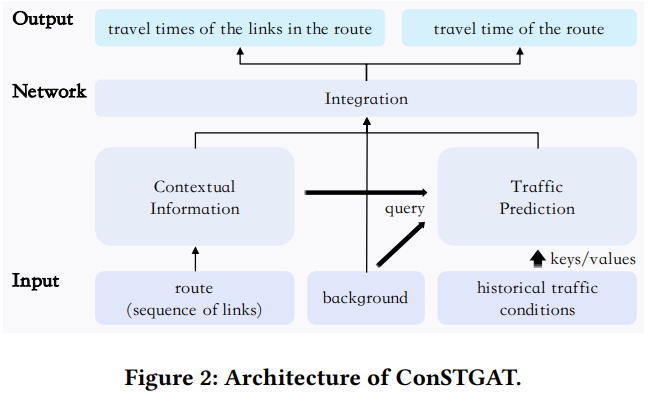 Output
travel times of the links in the route
travel time of the route
Network
Integration
Contextual
Information
query
Traffic
Prediction
keys/values
Input
route
(sequence of links)
background
historical traffic
conditions
Figure 2: Architecture of ConSTGAT.